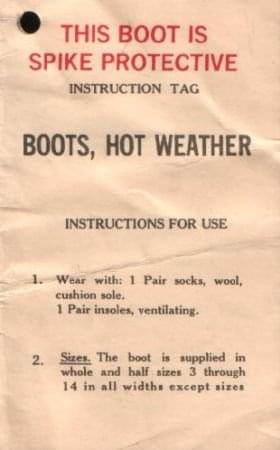 THIS BOOT IS
SPIKE PROTECTIVE
INSTRUCTION TAG
BOOTS, HOT WEATHER
INSTRUCTIONS FOR USE
1. Wear with: 1 Pair socks, wool,
cushion sole.
1 Pair insoles, ventilating.
2. Sizes. The boot is supplied in
whole and half sizes 3 through
14 in all widths except sizes